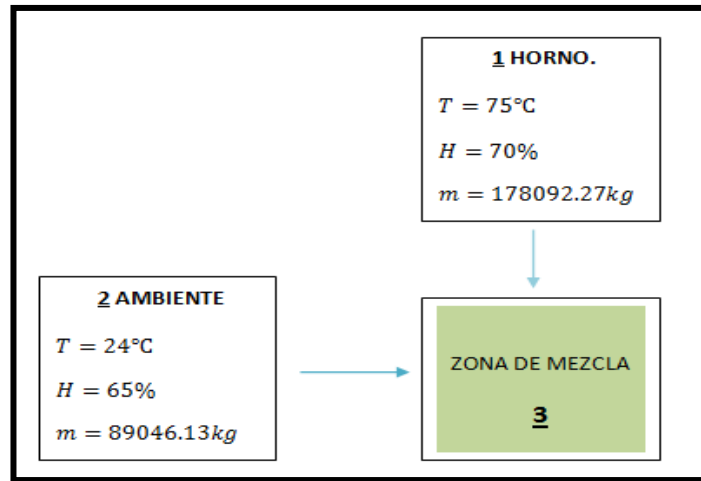 1 HORNO.
T = 75°C
H = 70%
m = 178092.27kg
2 AMBIENTE
T = 24°C
H = 65%
m = 89046.13kg
ZONA DE MEZCLA
3